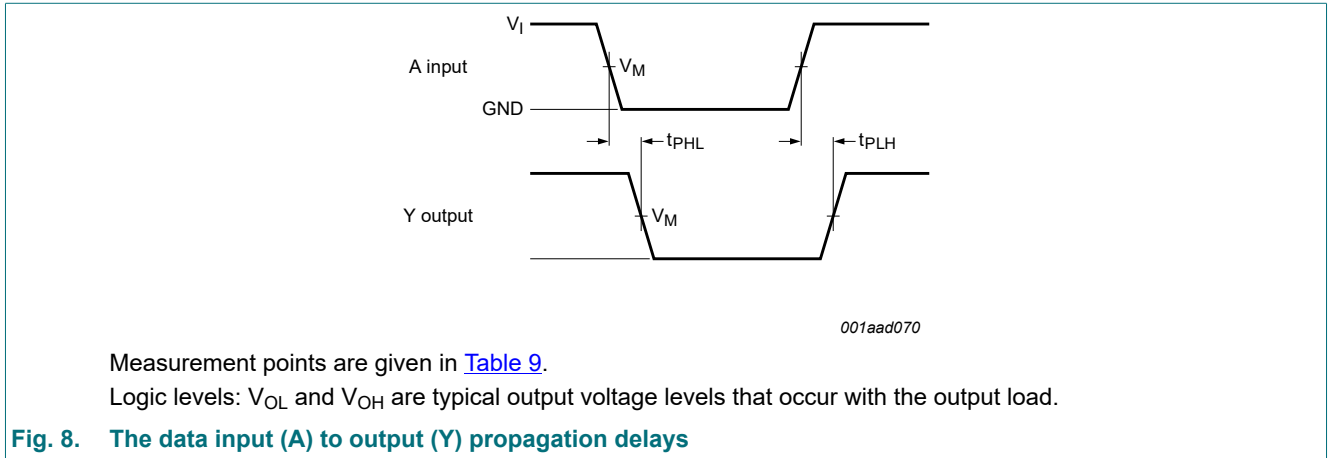 VI
A input
VM
GND
tPHL
tPLH
Y output
VM
001aad070
Measurement points are given in Table 9.
Logic levels: VOL and VOH are typical output voltage levels that occur with the output load.
Fig. 8. The data input (A) to output (Y) propagation delays